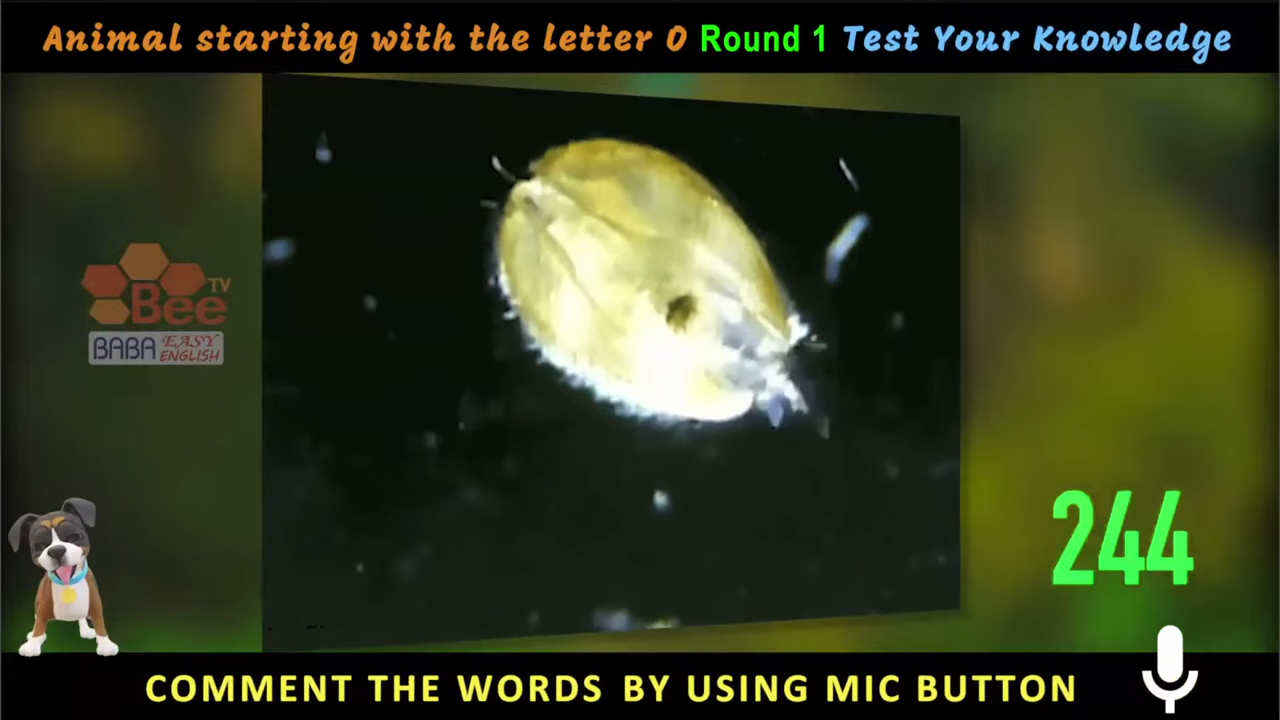 Animal starting with the letter O Round 1 Test Your Knowledge
TV
Bee
BABA EASY ENGLISH
244
COMMENT THE WORDS BY USING MIC BUTTON